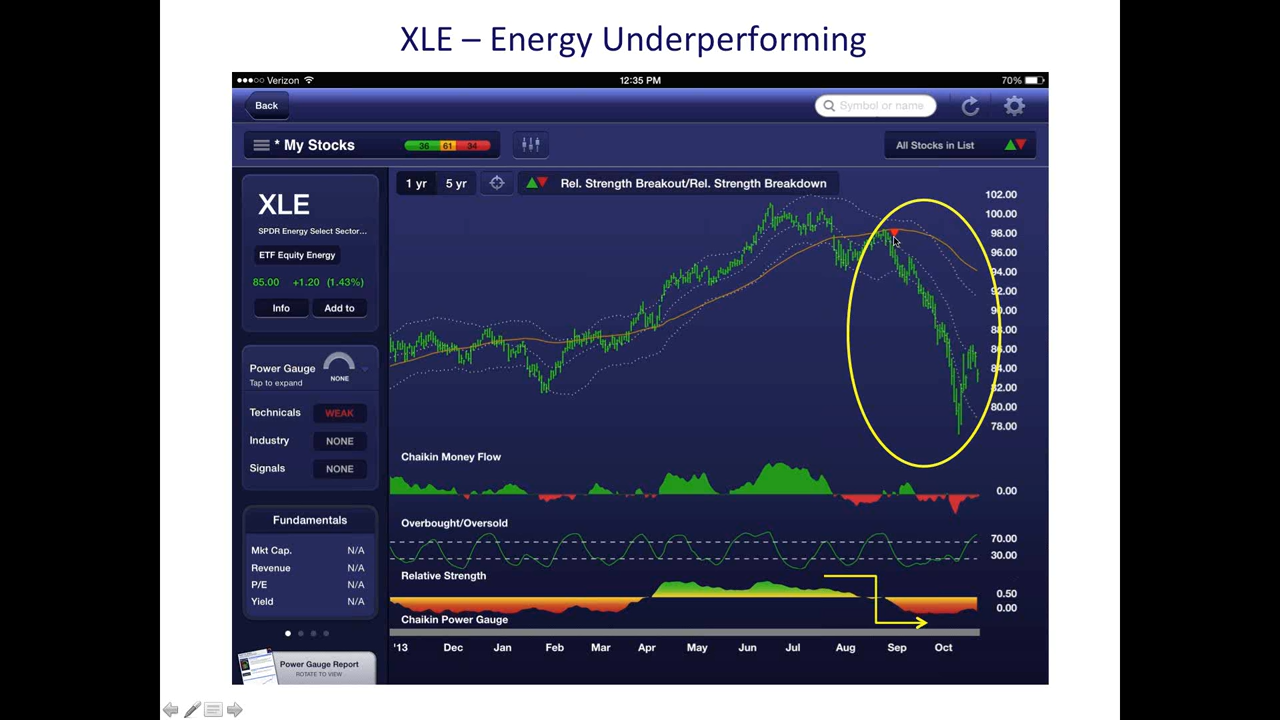 XLE – Energy Underperforming
Verizon 12:35 PM 70%
Back Symbol or name
* My Stocks 36 61 34 All Stocks in List
1 yr 5 yr Rel. Strength Breakout/Rel. Strength Breakdown
XLE
SPDR Energy Select Sector...
ETF Equity Energy
85.00 +1.20 (1.43%)
Info Add to
Power Gauge NONE
Tap to expand
Technicals WEAK
Industry NONE
Signals NONE
Fundamentals
Mkt Cap. N/A
Revenue N/A
P/E N/A
Yield N/A
Power Gauge Report
ROTATE TO VIEW
102.00
100.00
98.00
96.00
94.00
92.00
90.00
88.00
86.00
84.00
82.00
80.00
78.00
Chaikin Money Flow
0.00
Overbought/Oversold
70.00
30.00
Relative Strength
0.50
0.00
Chaikin Power Gauge
'13 Dec Jan Feb Mar Apr May Jun Jul Aug Sep Oct